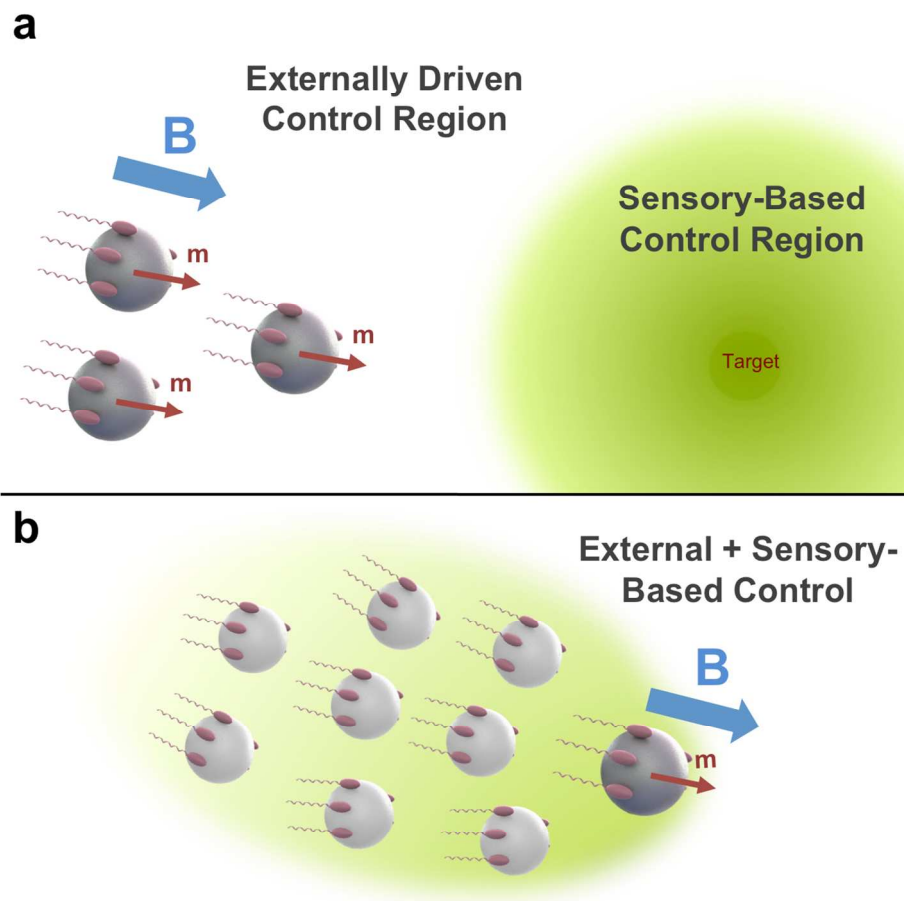 a
Externally Driven
Control Region
B
Sensory-Based
Control Region
m
m
m
Target
b
External + Sensory-
Based Control
B
m